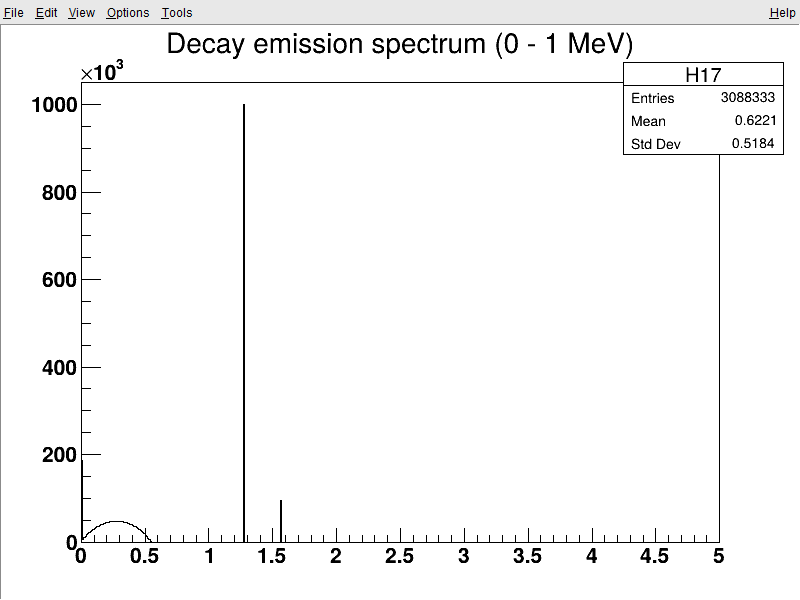 File Edit View Options Tools Help
Decay emission spectrum (0 - 1 MeV)
×10³
H17
Entries 3088333
Mean 0.6221
Std Dev 0.5184
1000
800
600
400
200
0
0 0.5 1 1.5 2 2.5 3 3.5 4 4.5 5